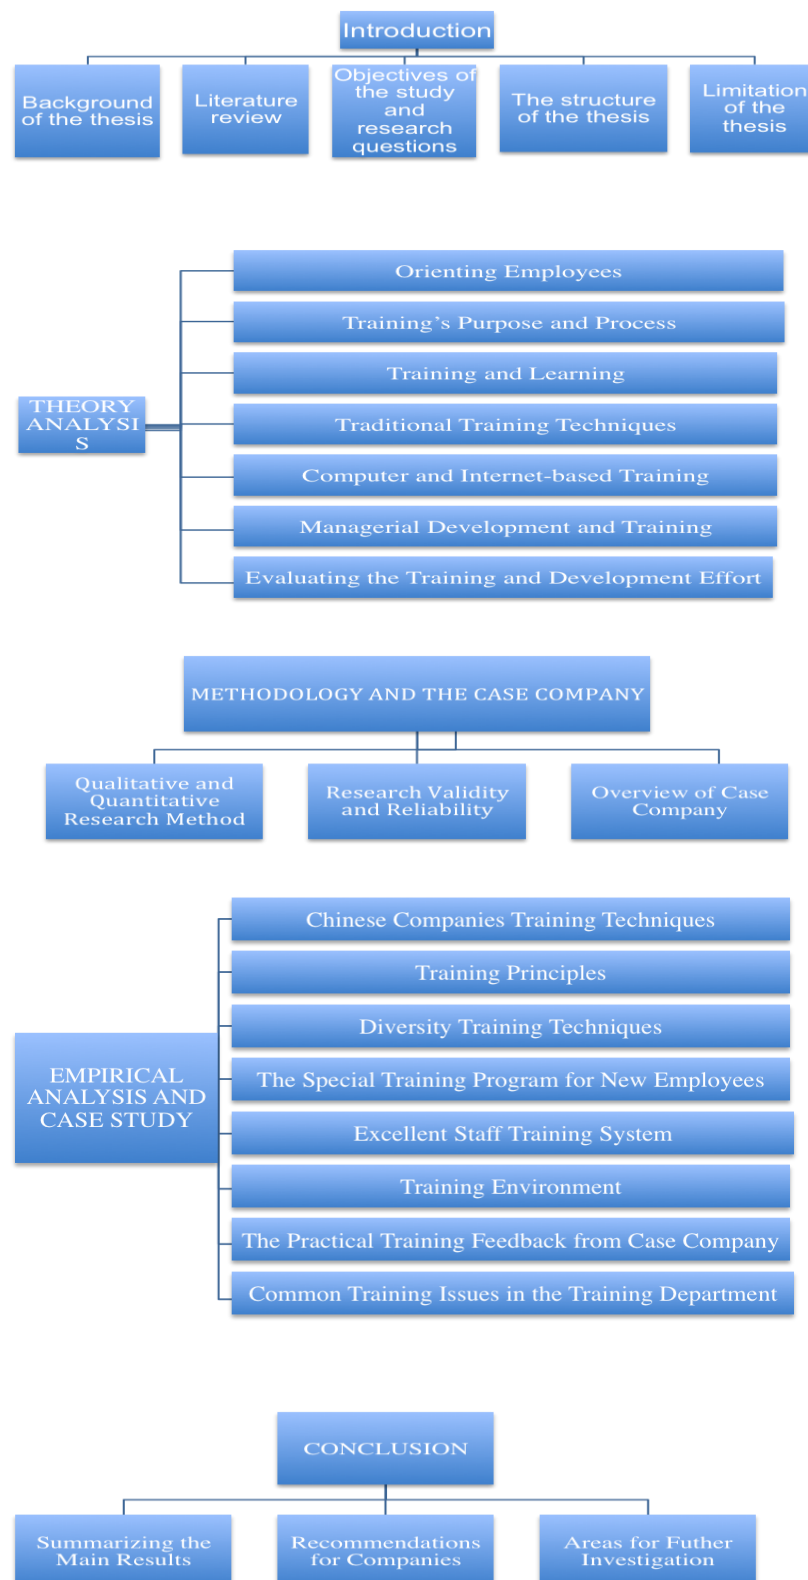 Introduction
Background
of the thesis
Literature
review
Objectives of
the study
and
research
questions
The structure
of the thesis
Limitation
of the
thesis
THEORY
ANALYSI
S
Orienting Employees
Training’s Purpose and Process
Training and Learning
Traditional Training Techniques
Computer and Internet-based Training
Managerial Development and Training
Evaluating the Training and Development Effort
METHODOLOGY AND THE CASE COMPANY
Qualitative and
Quantitative
Research Method
Research Validity
and Reliability
Overview of Case
Company
EMPIRICAL
ANALYSIS AND
CASE STUDY
Chinese Companies Training Techniques
Training Principles
Diversity Training Techniques
The Special Training Program for New Employees
Excellent Staff Training System
Training Environment
The Practical Training Feedback from Case Company
Common Training Issues in the Training Department
CONCLUSION
Summarizing the
Main Results
Recommendations
for Companies
Areas for Futher
Investigation